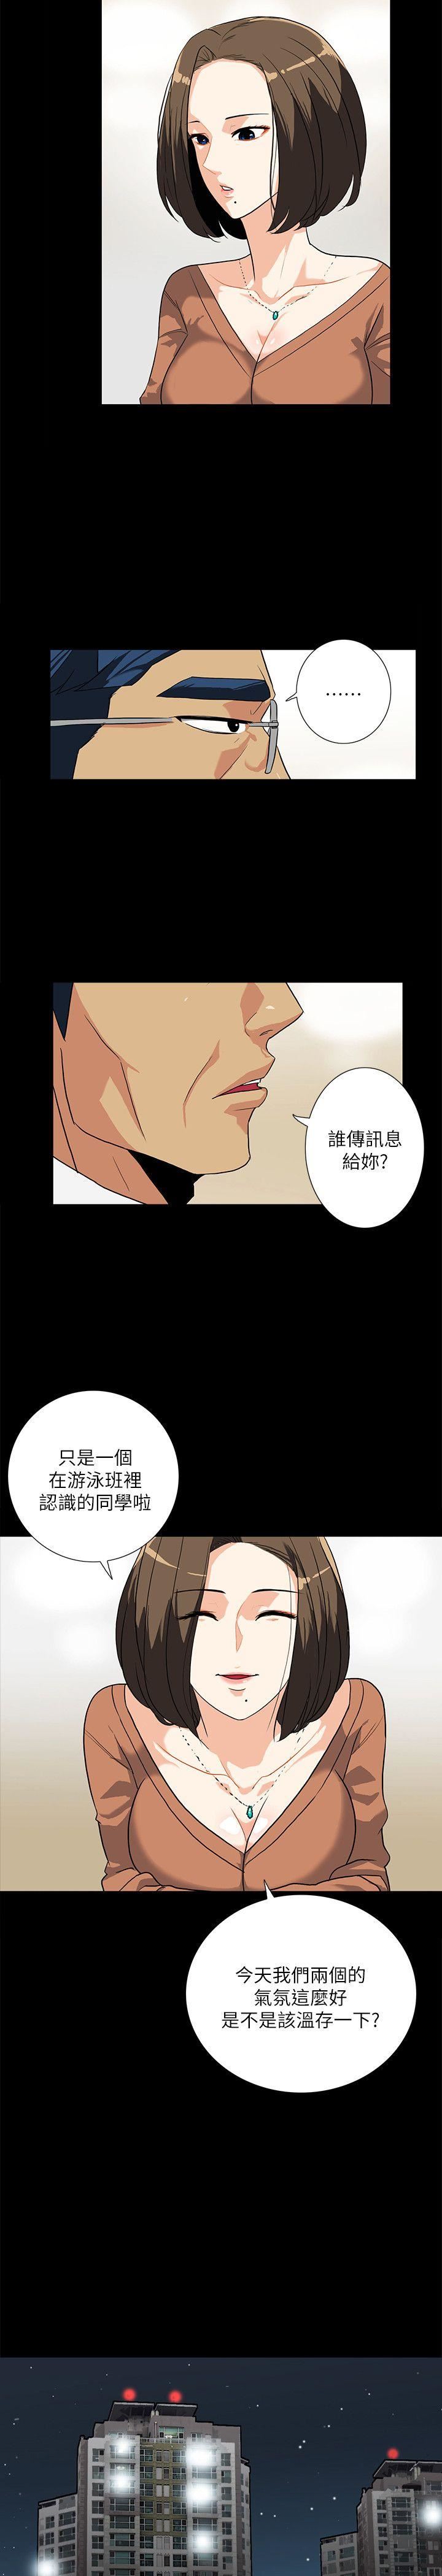 ......
誰傳訊息
給妳?
只是一個
在游泳班裡
認識的同學啦
今天我們兩個的
氣氛這麼好
是不是該溫存一下?